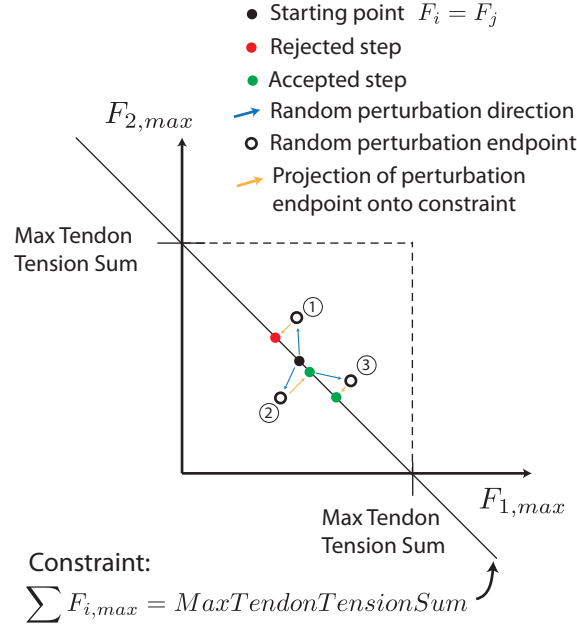 Starting point $F_i = F_j$
Rejected step
Accepted step
Random perturbation direction
Random perturbation endpoint
Projection of perturbation
endpoint onto constraint
$F_{2,max}$
Max Tendon
Tension Sum
①
③
②
$F_{1,max}$
Max Tendon
Tension Sum
Constraint:
$\sum F_{i,max} = MaxTendonTensionSum$